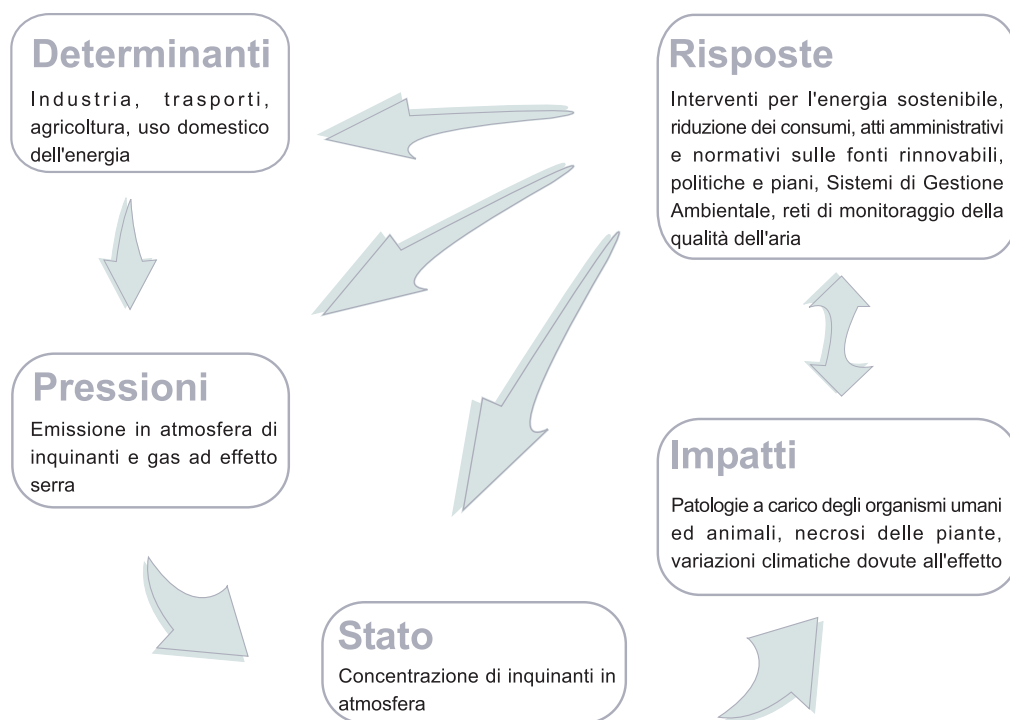 Determinanti
Industria, trasporti,
agricoltura, uso domestico
dell'energia
Risposte
Interventi per l'energia sostenibile,
riduzione dei consumi, atti amministrativi
e normativi sulle fonti rinnovabili,
politiche e piani, Sistemi di Gestione
Ambientale, reti di monitoraggio della
qualità dell'aria
Pressioni
Emissione in atmosfera di
inquinanti e gas ad effetto
serra
Impatti
Patologie a carico degli organismi umani
ed animali, necrosi delle piante,
variazioni climatiche dovute all'effetto
Stato
Concentrazione di inquinanti in
atmosfera